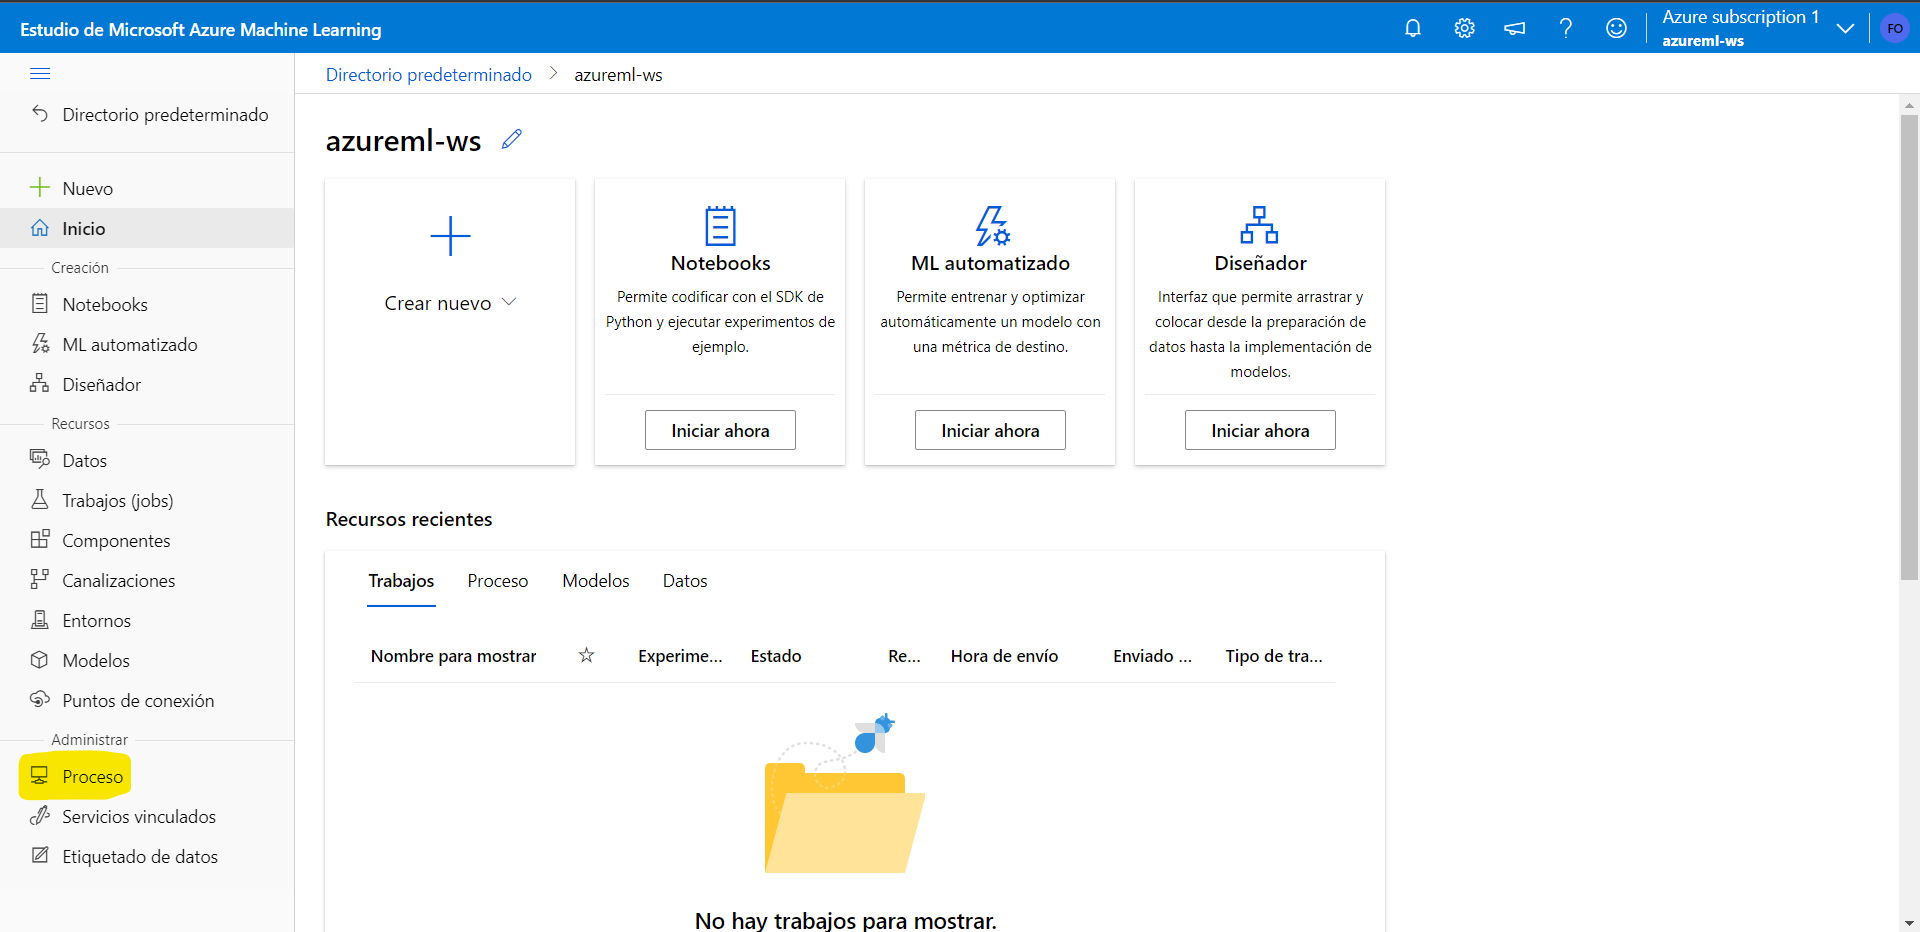 Estudio de Microsoft Azure Machine Learning
Azure subscription 1
azureml-ws
FO
Directorio predeterminado
azureml-ws
Directorio predeterminado
Nuevo
Inicio
Creación
Notebooks
ML automatizado
Diseñador
Recursos
Datos
Trabajos (jobs)
Componentes
Canalizaciones
Entornos
Modelos
Puntos de conexión
Administrar
Proceso
Servicios vinculados
Etiquetado de datos
azureml-ws
Crear nuevo
Notebooks
Permite codificar con el SDK de
Python y ejecutar experimentos de
ejemplo.
Iniciar ahora
ML automatizado
Permite entrenar y optimizar
automáticamente un modelo con
una métrica de destino.
Iniciar ahora
Diseñador
Interfaz que permite arrastrar y
colocar desde la preparación de
datos hasta la implementación de
modelos.
Iniciar ahora
Recursos recientes
Trabajos Proceso Modelos Datos
Nombre para mostrar Experime... Estado Re... Hora de envío Enviado ... Tipo de tra...
No hay trabajos para mostrar.